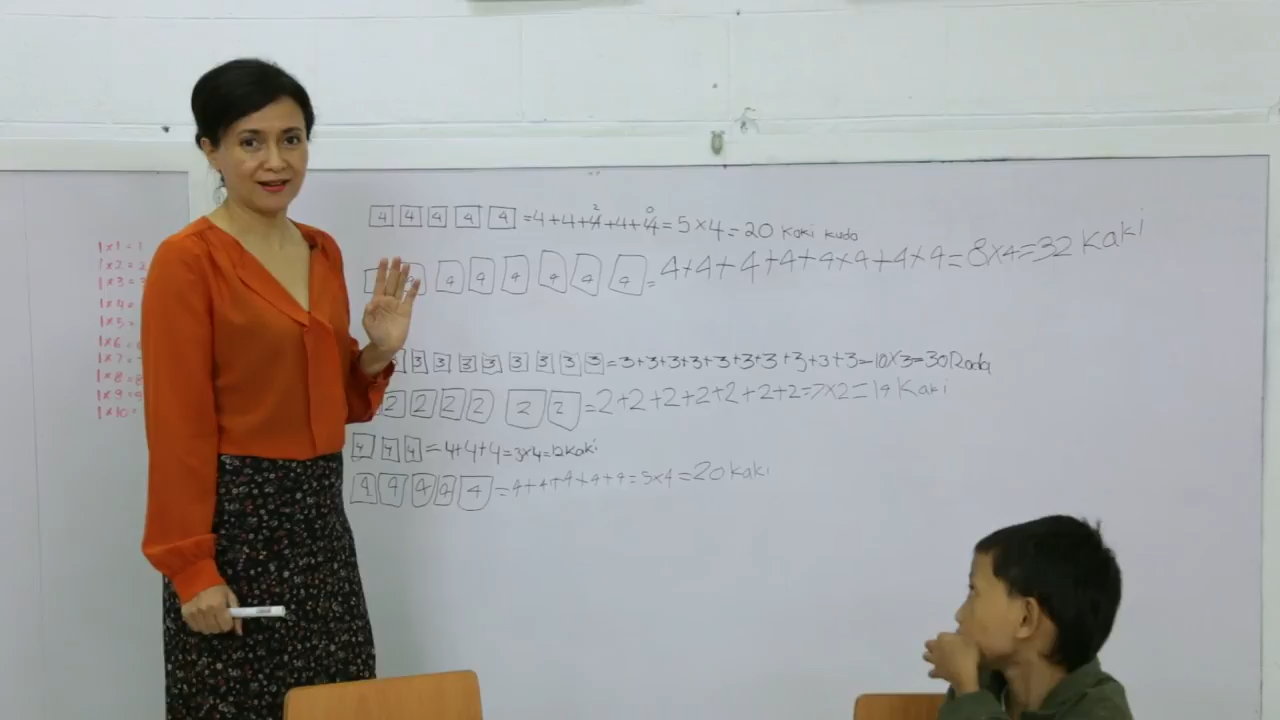 4 4 4 4 4 =4+4+4+4+4=5×4=20 kaki kuda
4 4 4 4 4 4 =4+4+4+4+4×4+4×4=8×4=32 kaki
3 3 3 3 3 3 3 3 =3+3+3+3+3+3+3+3+3+3=10×3=30 Roda
2 2 2 2 2 2 =2+2+2+2+2+2+2=7×2=14 Kaki
4 4 4 =4+4+4=3×4=12 kaki
4 4 4 4 4 =4+4+4+4+4=5×4=20 kaki
1×1=1
1×2=2
1×3=3
1×4=
1×5=
1×6=
1×7=
1×8=8
1×9=9
1×10=